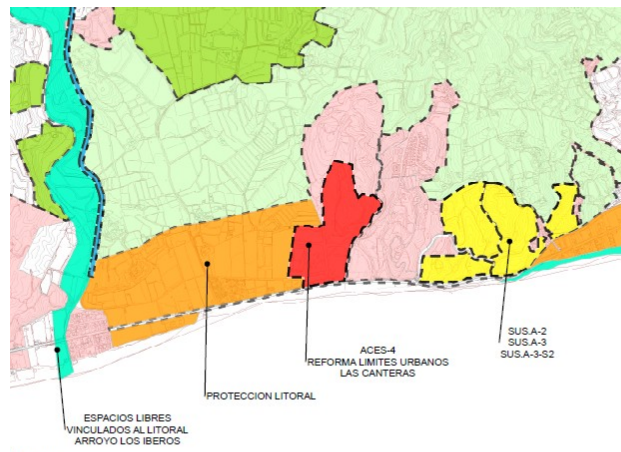 SUS.A-2
SUS.A-3
SUS.A-3-S2
ACES-4
REFORMA LIMITES URBANOS
LAS CANTERAS
PROTECCION LITORAL
ESPACIOS LIBRES
VINCULADOS AL LITORAL
ARROYO LOS IBEROS